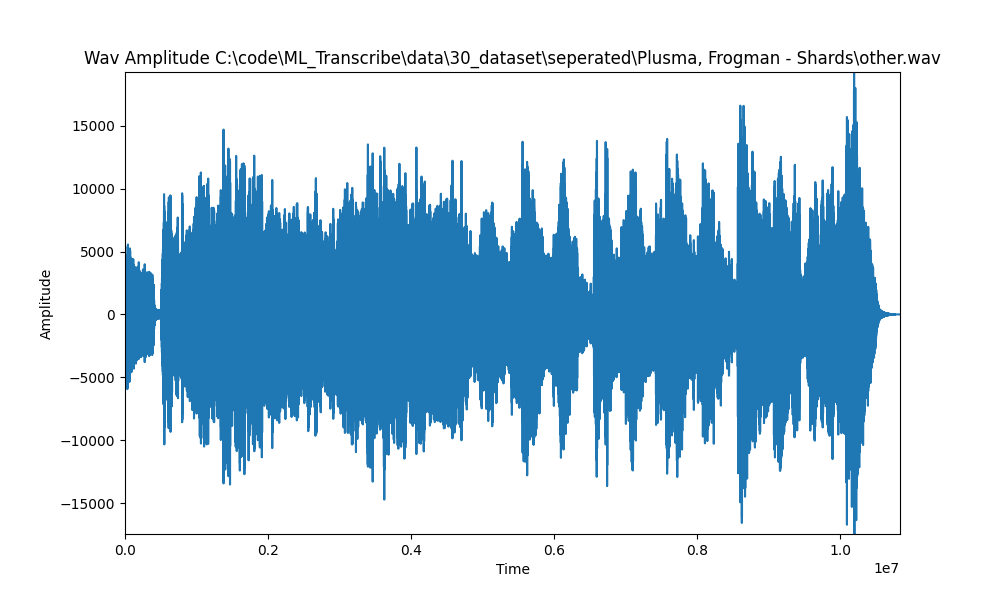 Wav Amplitude C:\code\ML_Transcribe\data\30_dataset\seperated\Plusma, Frogman - Shards\other.wav
15000
10000
5000
0
−5000
−10000
−15000
Amplitude
0.0 0.2 0.4 0.6 0.8 1.0
1e7
Time